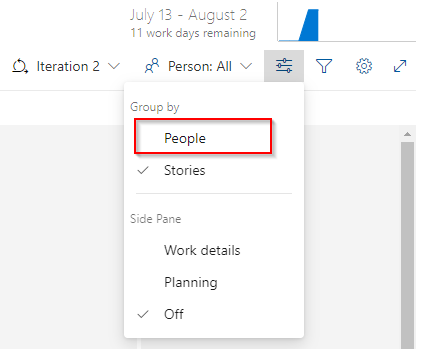 July 13 - August 2
11 work days remaining
Iteration 2
Person: All
Group by
People
Stories
Side Pane
Work details
Planning
Off